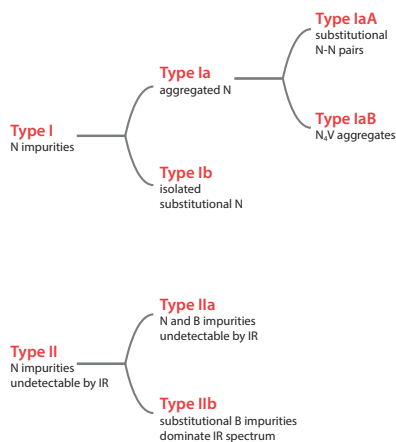 Type IaA
substitutional
N-N pairs
Type Ia
aggregated N
Type IaB
N₄V aggregates
Type I
N impurities
Type Ib
isolated
substitutional N
Type IIa
N and B impurities
undetectable by IR
Type II
N impurities
undetectable by IR
Type IIb
substitutional B impurities
dominate IR spectrum